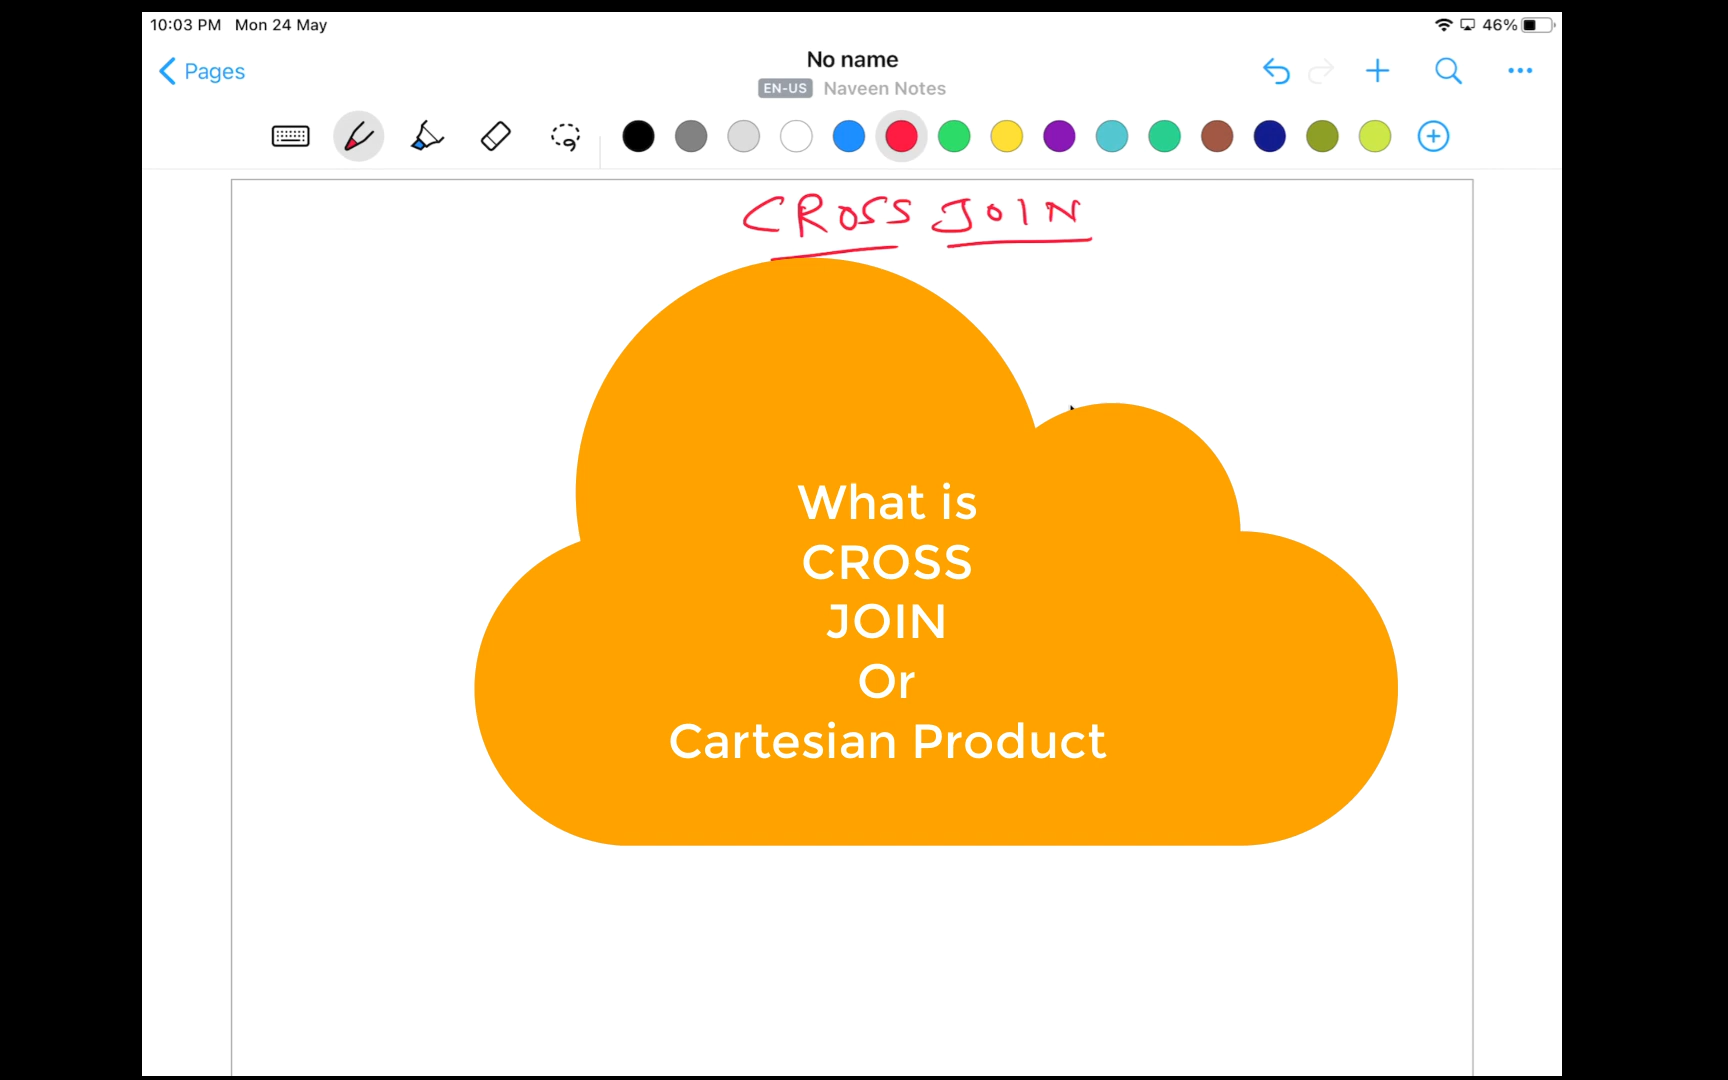 10:03 PM Mon 24 May
46%
Pages
No name
EN-US Naveen Notes
CROSS JOIN
What is
CROSS
JOIN
Or
Cartesian Product